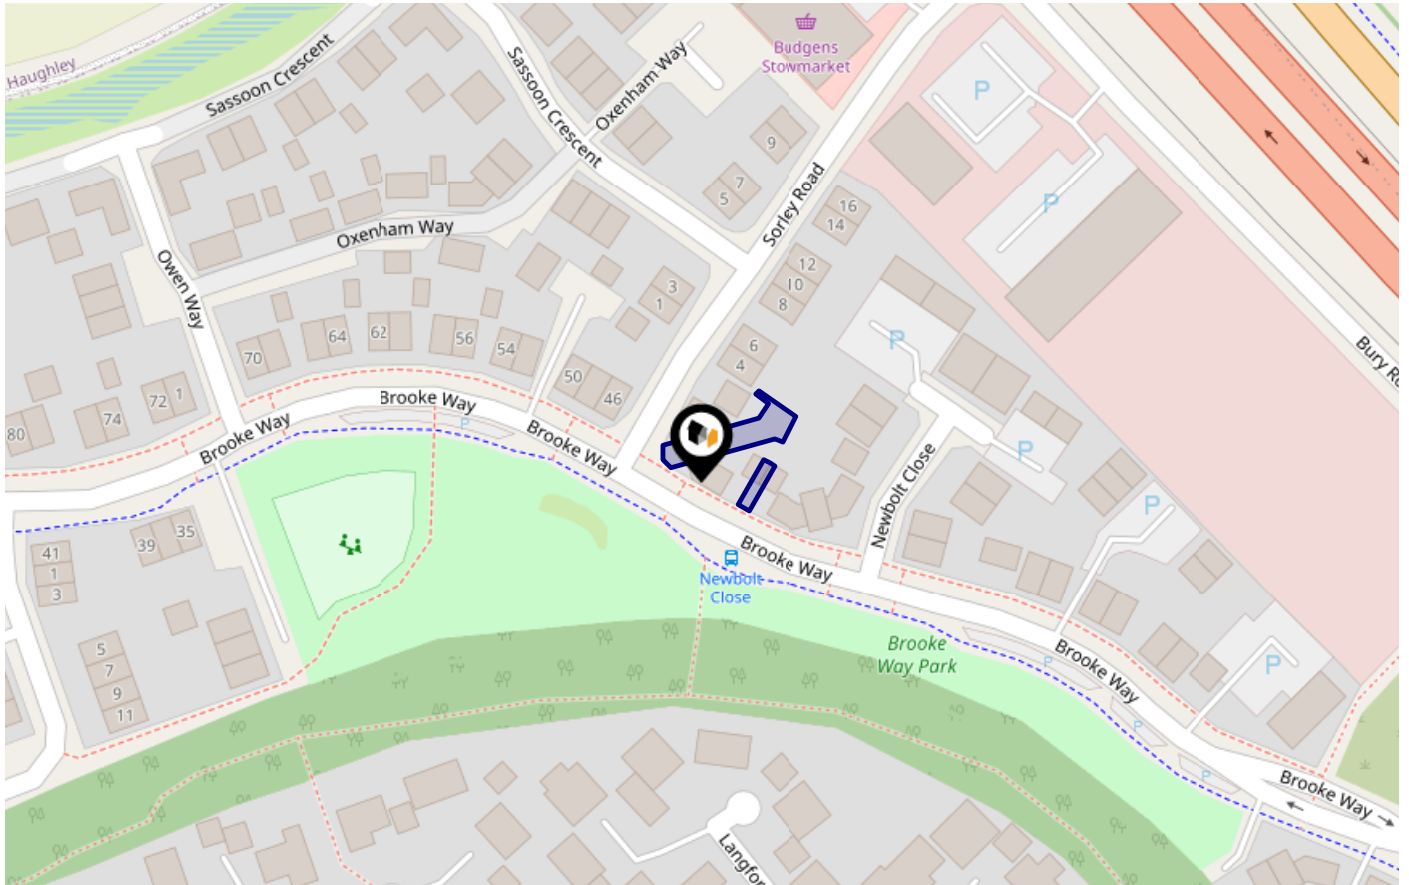 Haughley
Sassoon Crescent
Sassoon Crescent
Oxenham Way
Budgens
Stowmarket
P
9
7
5
Sorley Road
P
16
14
Oxenham Way
Owen Way
12
10
8
3
1
64
62
56
54
70
6
4
P
Bury Ro
50
46
72
1
74
80
Brooke Way
Brooke Way
P
Brooke Way
P
Newbolt Close
P
41
1
3
39
35
Brooke Way
Newbolt
Close
Brooke
Way Park
5
7
9
11
P
Brooke Way
P
P
P
Brooke Way
Langfor